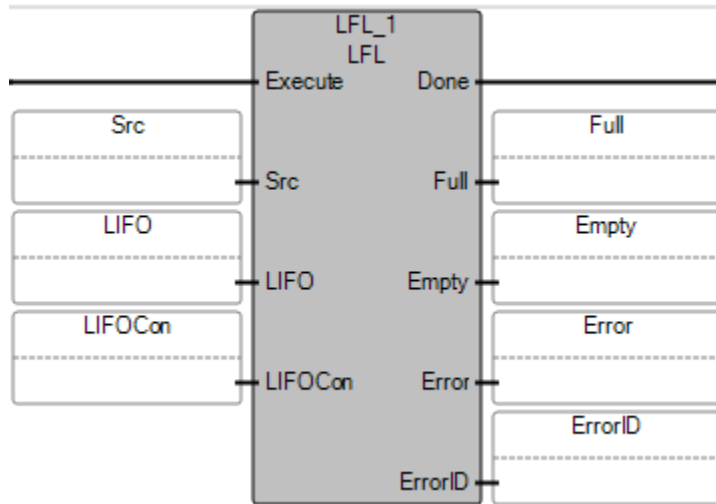 LFL_1
LFL
Execute Done
Src Full
Src Full
LIFO Empty
LIFO Empty
LIFOCon Error
LIFOCon Error
ErrorID
ErrorID